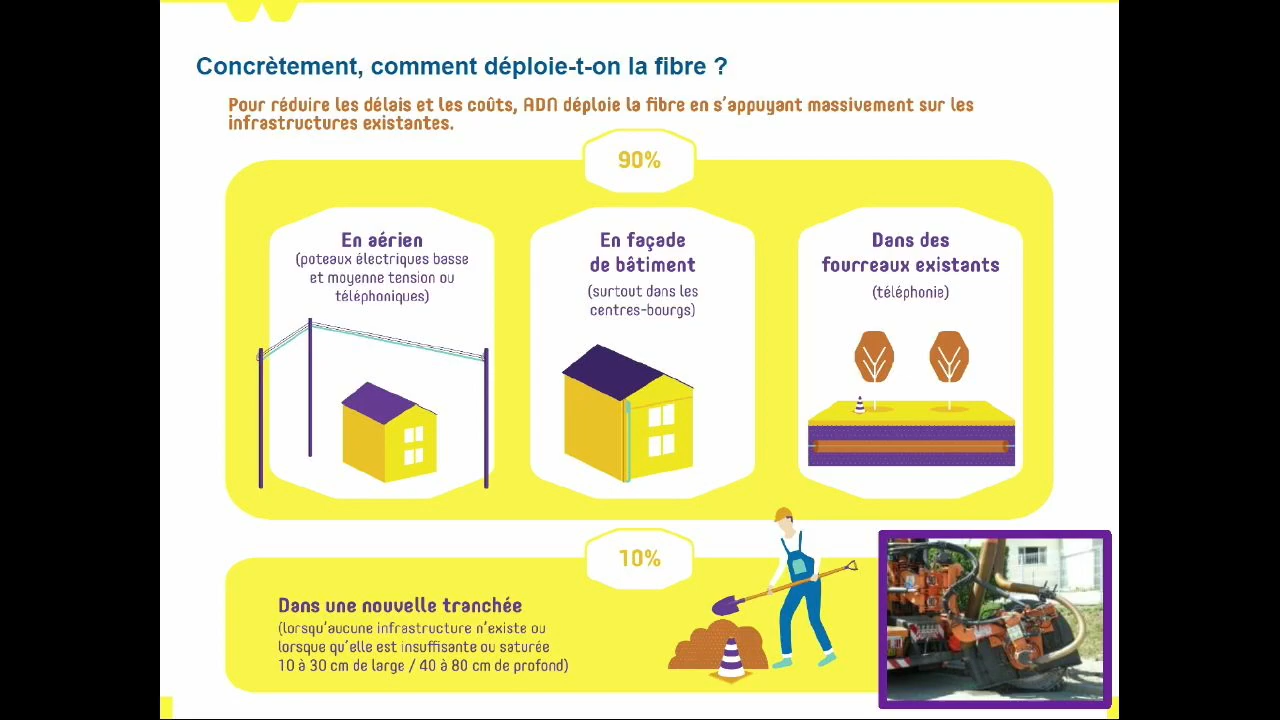 Concrètement, comment déploie-t-on la fibre ?
Pour réduire les délais et les coûts, ADN déploie la fibre en s'appuyant massivement sur les
infrastructures existantes.
90%
En aérien
(poteaux électriques basse
et moyenne tension ou
téléphoniques)
En façade
de bâtiment
(surtout dans les
centres-bourgs)
Dans des
fourreaux existants
(téléphonie)
10%
Dans une nouvelle tranchée
(lorsqu'aucune infrastructure n'existe ou
lorsque qu'elle est insuffisante ou saturée
10 à 30 cm de large / 40 à 80 cm de profond)